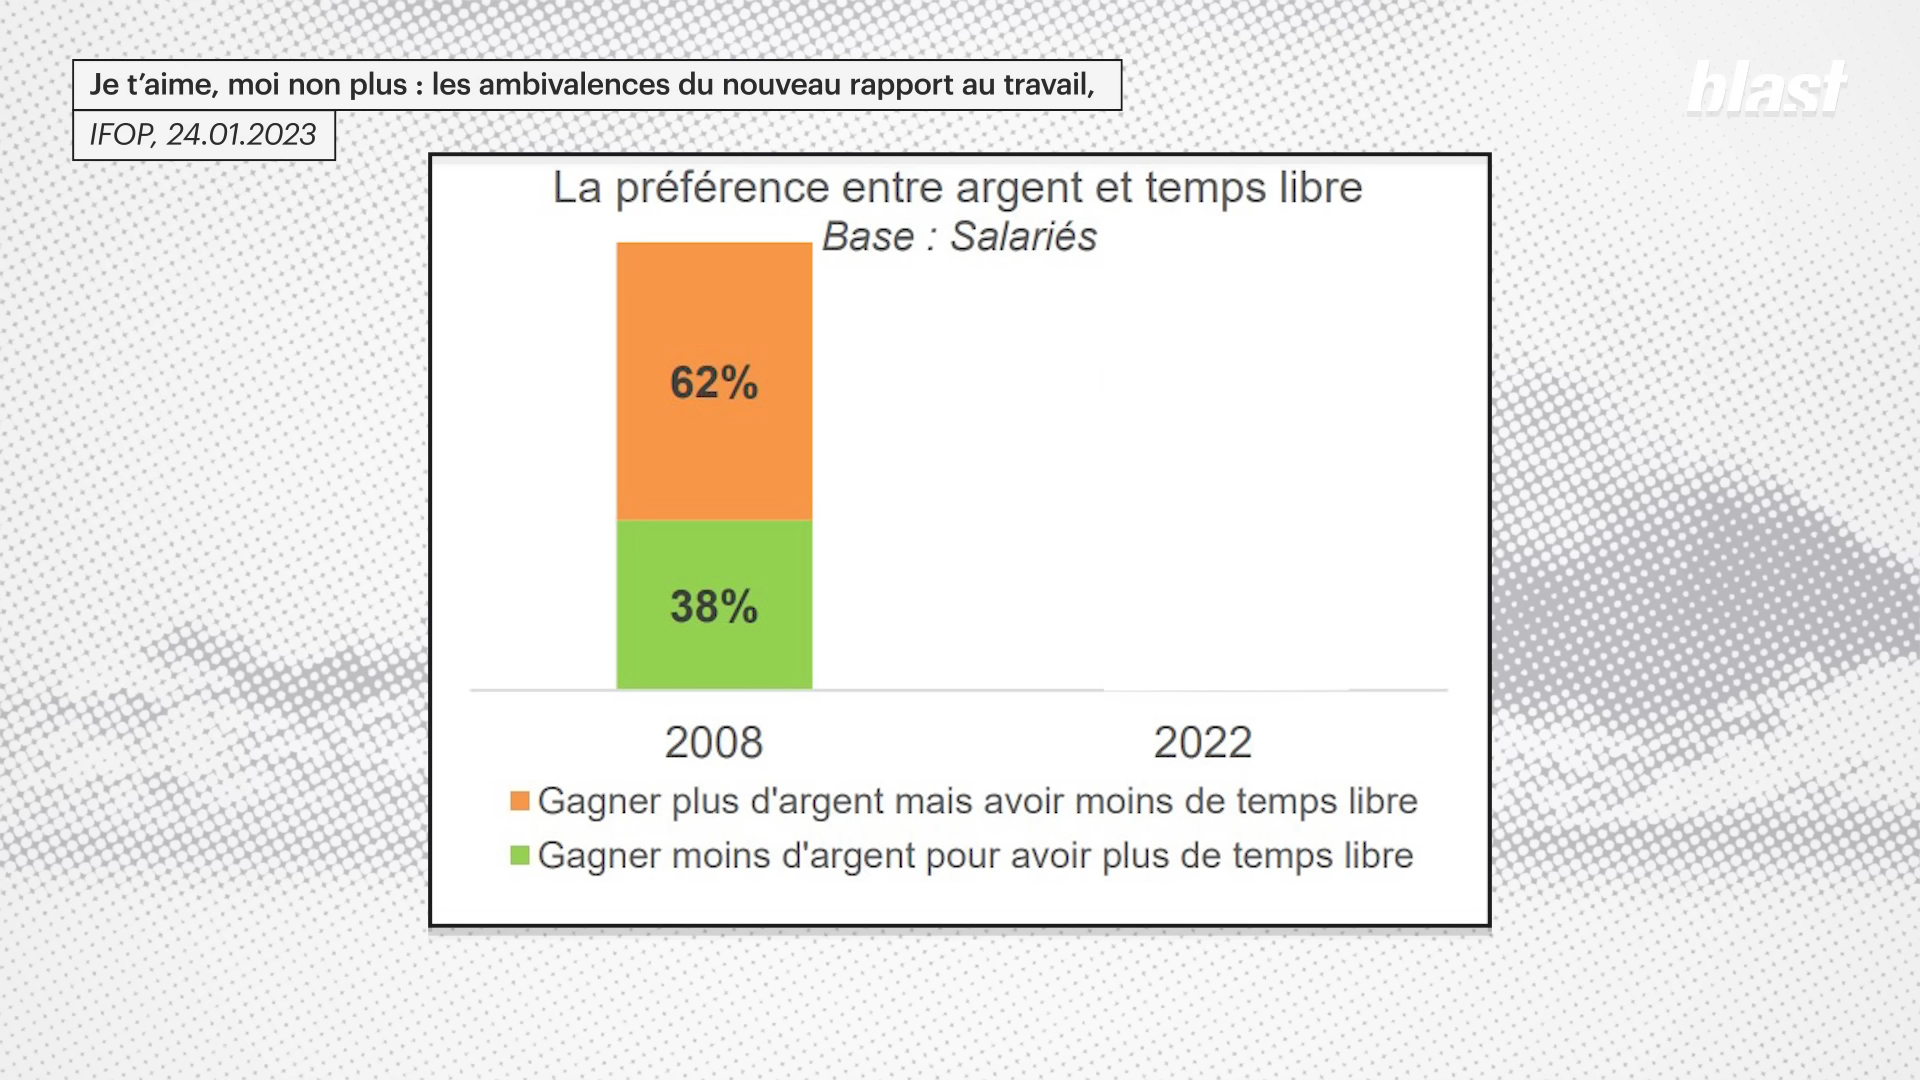 Je t’aime, moi non plus : les ambivalences du nouveau rapport au travail,
IFOP, 24.01.2023
blast
La préférence entre argent et temps libre
Base : Salariés
62%
38%
2008 2022
Gagner plus d'argent mais avoir moins de temps libre
Gagner moins d'argent pour avoir plus de temps libre